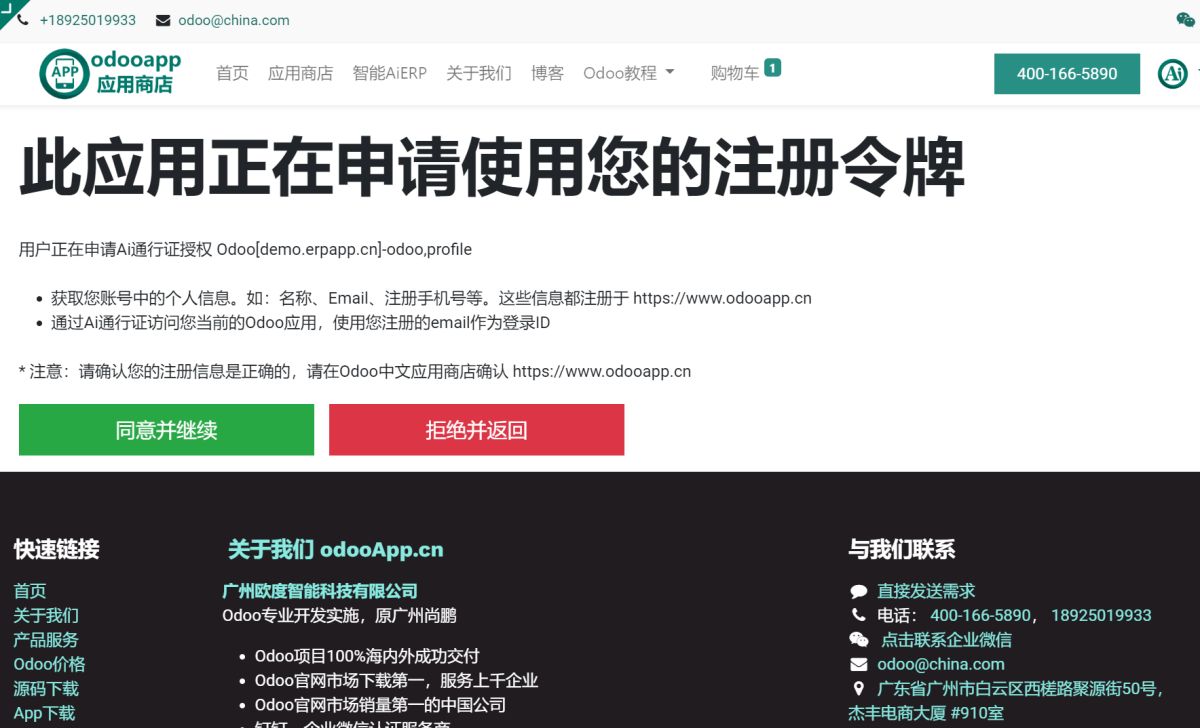 +18925019933 odoo@china.com
odooapp
应用商店
APP
首页 应用商店 智能AiERP 关于我们 博客 Odoo教程 购物车 1
400-166-5890
Ai
此应用正在申请使用您的注册令牌
用户正在申请Ai通行证授权 Odoo[demo.erpapp.cn]-odoo,profile
获取您账号中的个人信息。如：名称、Email、注册手机号等。这些信息都注册于 https://www.odooapp.cn
通过Ai通行证访问您当前的Odoo应用，使用您注册的email作为登录ID
* 注意：请确认您的注册信息是正确的，请在Odoo中文应用商店确认 https://www.odooapp.cn
同意并继续 拒绝并返回
快速链接
首页
关于我们
产品服务
Odoo价格
源码下载
App下载
关于我们 odooApp.cn
广州欧度智能科技有限公司
Odoo专业开发实施，原广州尚鹏
Odoo项目100%海内外成功交付
Odoo官网市场下载第一，服务上千企业
Odoo官网市场销量第一的中国公司
钉钉、企业微信认证服务商
与我们联系
直接发送需求
电话： 400-166-5890， 18925019933
点击联系企业微信
odoo@china.com
广东省广州市白云区西槎路聚源街50号，
杰丰电商大厦 #910室